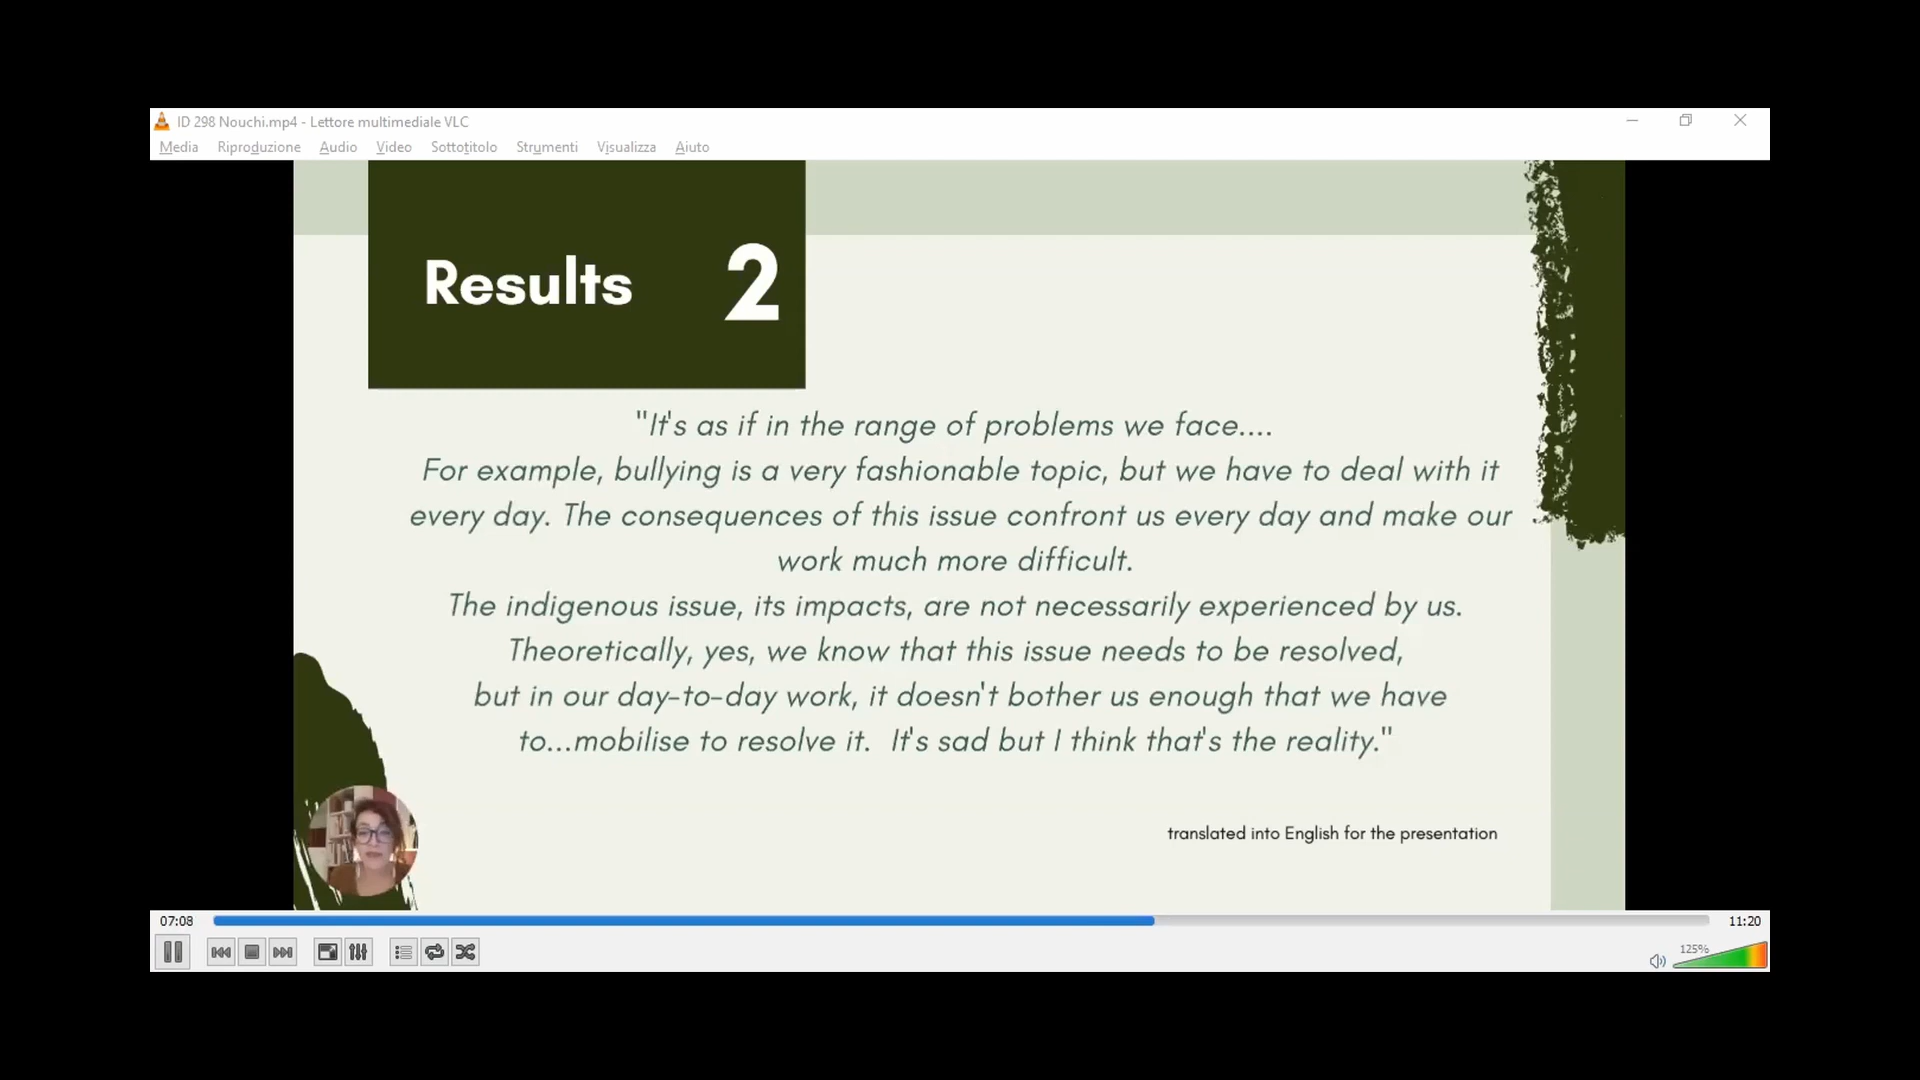 ID 298 Nouchi.mp4 - Lettore multimediale VLC
Media Riproduzione Audio Video Sottotitolo Strumenti Visualizza Aiuto
Results 2
"It's as if in the range of problems we face....
For example, bullying is a very fashionable topic, but we have to deal with it
every day. The consequences of this issue confront us every day and make our
work much more difficult.
The indigenous issue, its impacts, are not necessarily experienced by us.
Theoretically, yes, we know that this issue needs to be resolved,
but in our day-to-day work, it doesn't bother us enough that we have
to...mobilise to resolve it. It's sad but I think that's the reality."
translated into English for the presentation
07:08 11:20
125%